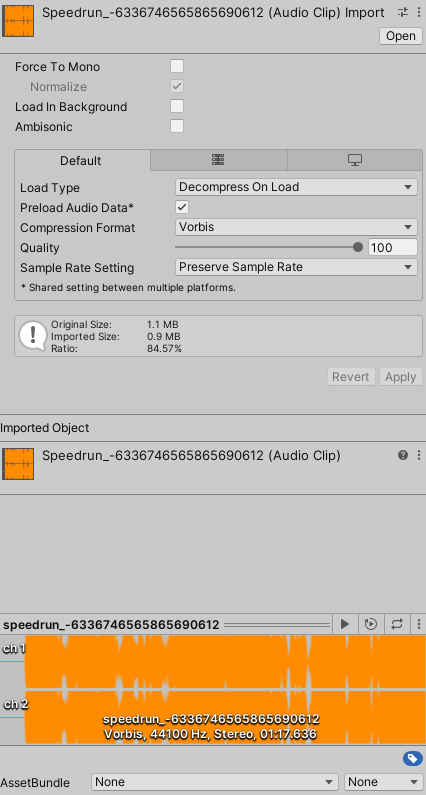 Speedrun_-6336746565865690612 (Audio Clip) Import
Open
Force To Mono
Normalize
Load In Background
Ambisonic
Default
Load Type Decompress On Load
Preload Audio Data*
Compression Format Vorbis
Quality 100
Sample Rate Setting Preserve Sample Rate
* Shared setting between multiple platforms.
Original Size: 1.1 MB
Imported Size: 0.9 MB
Ratio: 84.57%
Revert Apply
Imported Object
Speedrun_-6336746565865690612 (Audio Clip)
speedrun_-6336746565865690612
ch 1
ch 2
speedrun_-6336746565865690612
Vorbis, 44100 Hz, Stereo, 01:17.636
AssetBundle None None